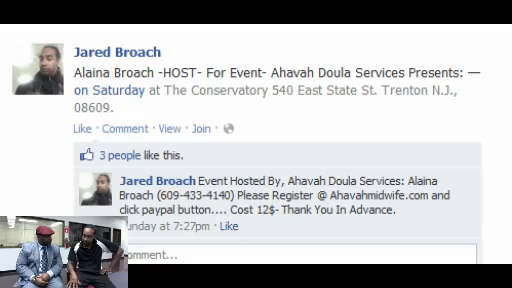 Jared Broach
Alaina Broach -HOST- For Event- Ahavah Doula Services Presents: —
on Saturday at The Conservatory 540 East State St. Trenton N.J.,
08609.
Like · Comment · View · Join ·
3 people like this.
Jared Broach Event Hosted By, Ahavah Doula Services: Alaina
Broach (609-433-4140) Please Register @ Ahavahmidwife.com and
click paypal button.... Cost 12$- Thank You In Advance.
unday at 7:27pm · Like
omment...